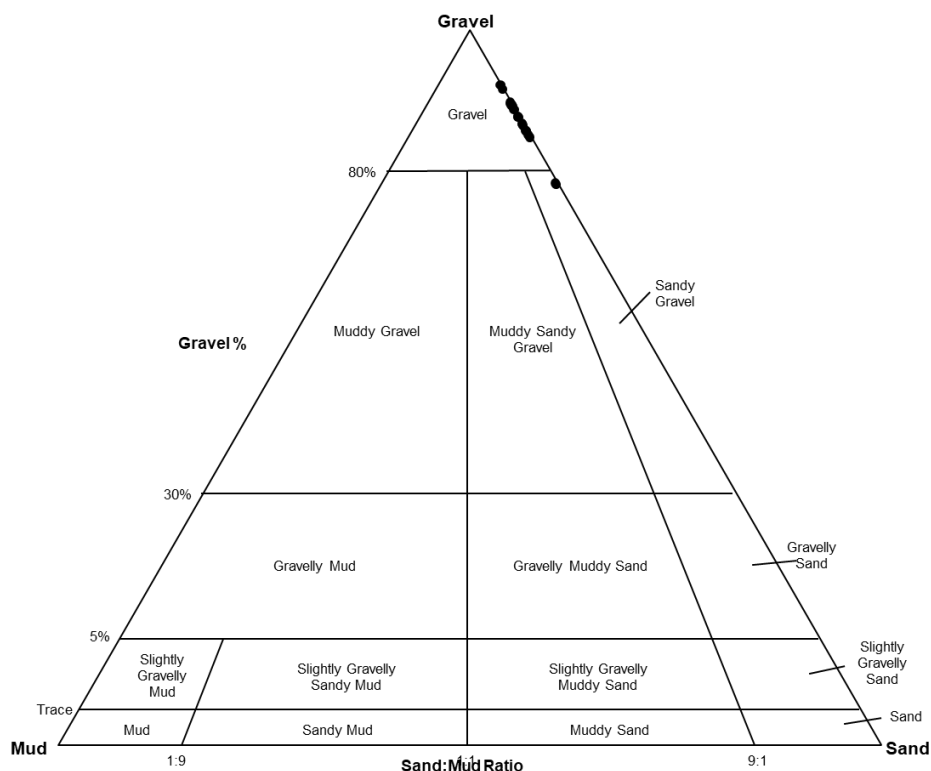 Gravel
Gravel
80%
Sandy
Gravel
Muddy Gravel
Muddy Sandy
Gravel
Gravel%
30%
Gravelly
Sand
Gravelly Mud
Gravelly Muddy Sand
5%
Slightly
Gravelly
Mud
Slightly Gravelly
Sandy Mud
Slightly Gravelly
Muddy Sand
Slightly
Gravelly
Sand
Trace
Mud
Sandy Mud
Muddy Sand
Sand
Mud
Sand
1:9
9:1
Sand:Mud Ratio